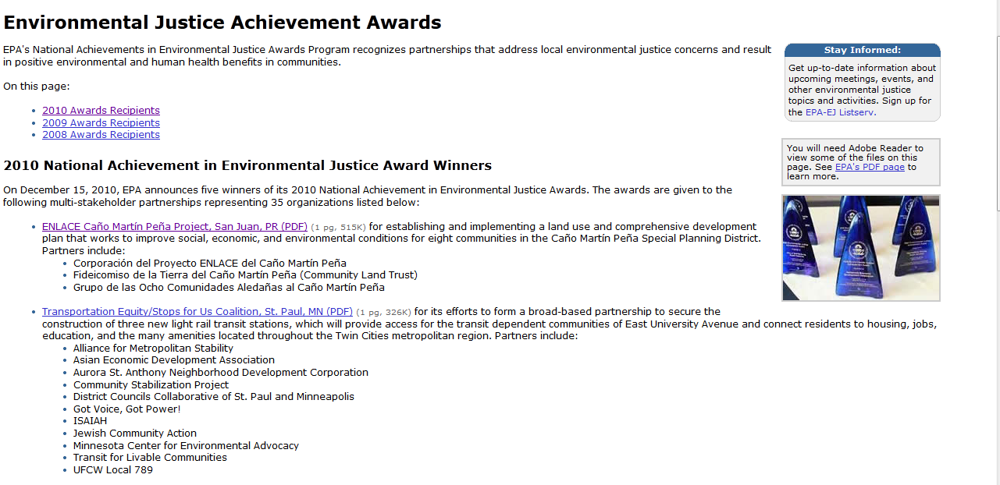 Environmental Justice Achievement Awards
EPA's National Achievements in Environmental Justice Awards Program recognizes partnerships that address local environmental justice concerns and result
in positive environmental and human health benefits in communities.
On this page:
• 2010 Awards Recipients
• 2009 Awards Recipients
• 2008 Awards Recipients
Stay Informed:
Get up-to-date information about
upcoming meetings, events, and
other environmental justice
topics and activities. Sign up for
the EPA-EJ Listserv.
You will need Adobe Reader to
view some of the files on this
page. See EPA's PDF page to
learn more.
2010 National Achievement in Environmental Justice Award Winners
On December 15, 2010, EPA announces five winners of its 2010 National Achievement in Environmental Justice Awards. The awards are given to the
following multi-stakeholder partnerships representing 35 organizations listed below:
• ENLACE Caño Martín Peña Project, San Juan, PR (PDF) (1 pg, 515K) for establishing and implementing a land use and comprehensive development
plan that works to improve social, economic, and environmental conditions for eight communities in the Caño Martín Peña Special Planning District.
Partners include:
• Corporación del Proyecto ENLACE del Caño Martín Peña
• Fideicomiso de la Tierra del Caño Martín Peña (Community Land Trust)
• Grupo de las Ocho Comunidades Aledañas al Caño Martín Peña
• Transportation Equity/Stops for Us Coalition, St. Paul, MN (PDF) (1 pg, 326K) for its efforts to form a broad-based partnership to secure the
construction of three new light rail transit stations, which will provide access for the transit dependent communities of East University Avenue and connect residents to housing, jobs,
education, and the many amenities located throughout the Twin Cities metropolitan region. Partners include:
• Alliance for Metropolitan Stability
• Asian Economic Development Association
• Aurora St. Anthony Neighborhood Development Corporation
• Community Stabilization Project
• District Councils Collaborative of St. Paul and Minneapolis
• Got Voice, Got Power!
• ISAIAH
• Jewish Community Action
• Minnesota Center for Environmental Advocacy
• Transit for Livable Communities
• UFCW Local 789